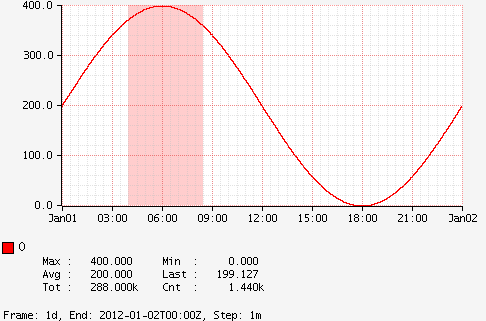 400.0
300.0
200.0
100.0
0.0
Jan01 03:00 06:00 09:00 12:00 15:00 18:00 21:00 Jan02
0
Max : 400.000 Min : 0.000
Avg : 200.000 Last : 199.127
Tot : 288.000k Cnt : 1.440k
Frame: 1d, End: 2012-01-02T00:00Z, Step: 1m